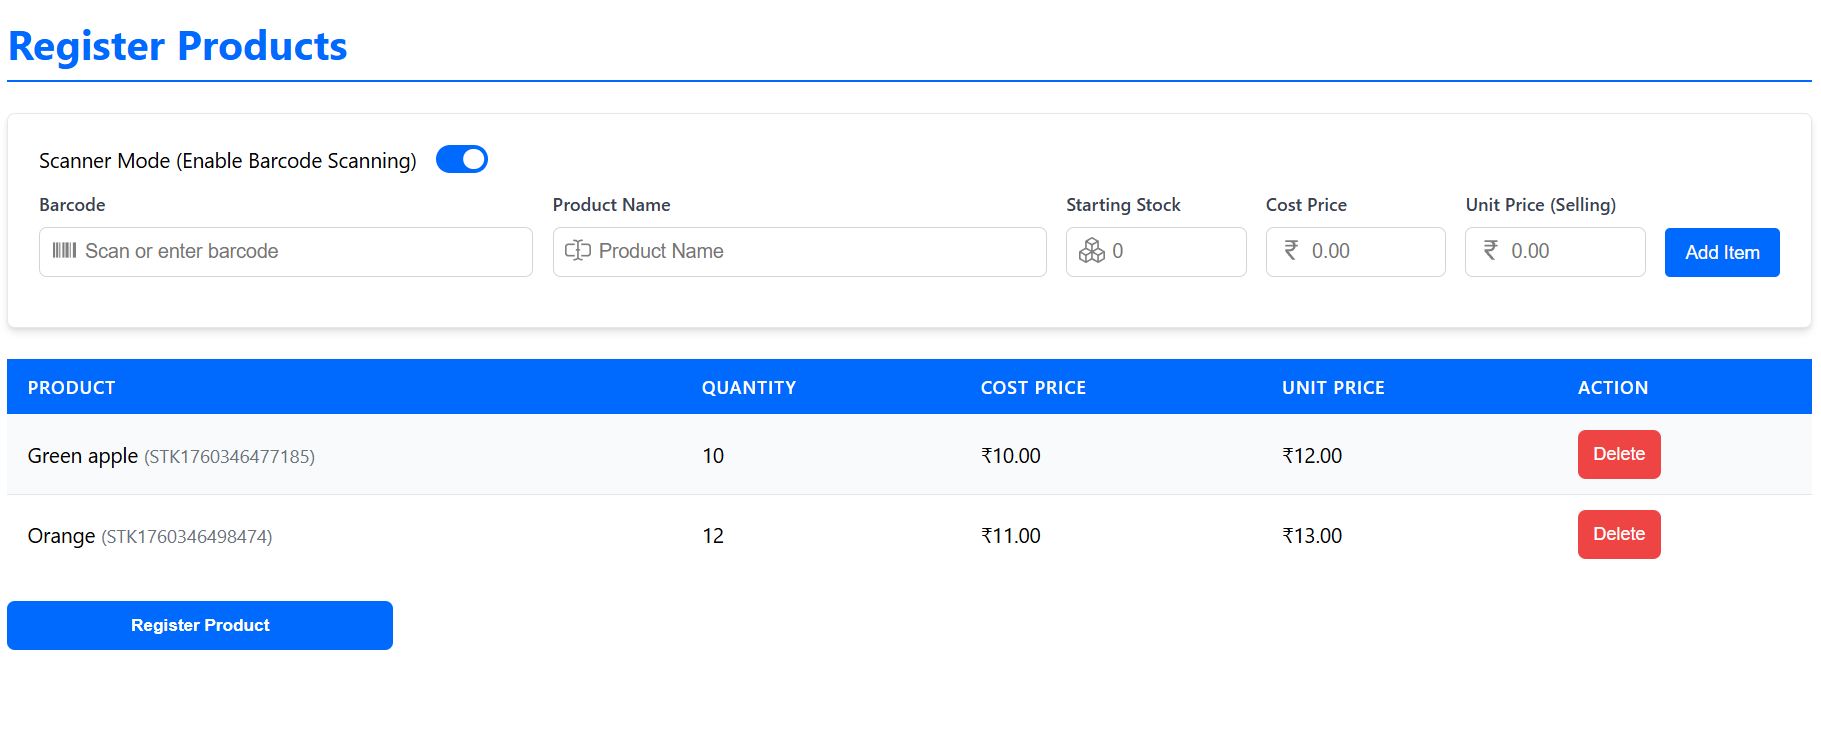 Register Products
Scanner Mode (Enable Barcode Scanning)
Barcode Product Name Starting Stock Cost Price Unit Price (Selling)
Scan or enter barcode Product Name 0 ₹ 0.00 ₹ 0.00 Add Item
PRODUCT QUANTITY COST PRICE UNIT PRICE ACTION
Green apple (STK1760346477185) 10 ₹10.00 ₹12.00 Delete
Orange (STK1760346498474) 12 ₹11.00 ₹13.00 Delete
Register Product